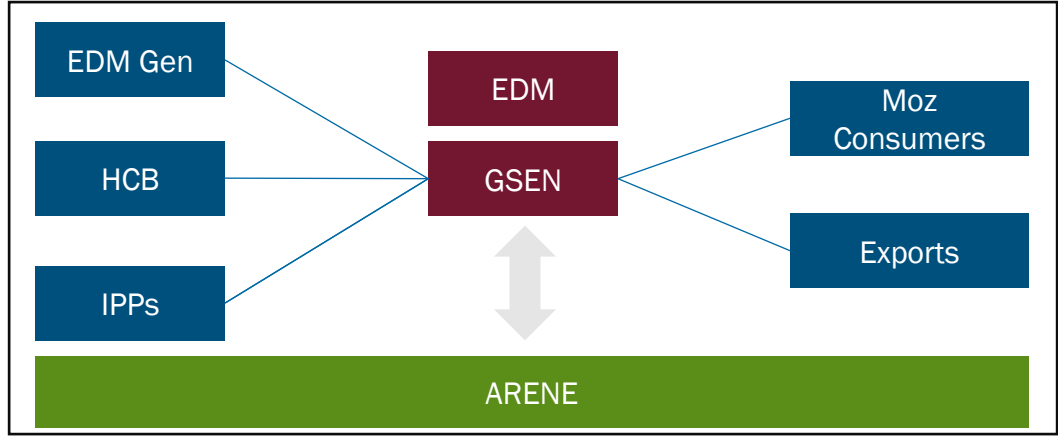 EDM Gen
HCB
IPPs
EDM
GSEN
Moz
Consumers
Exports
ARENE